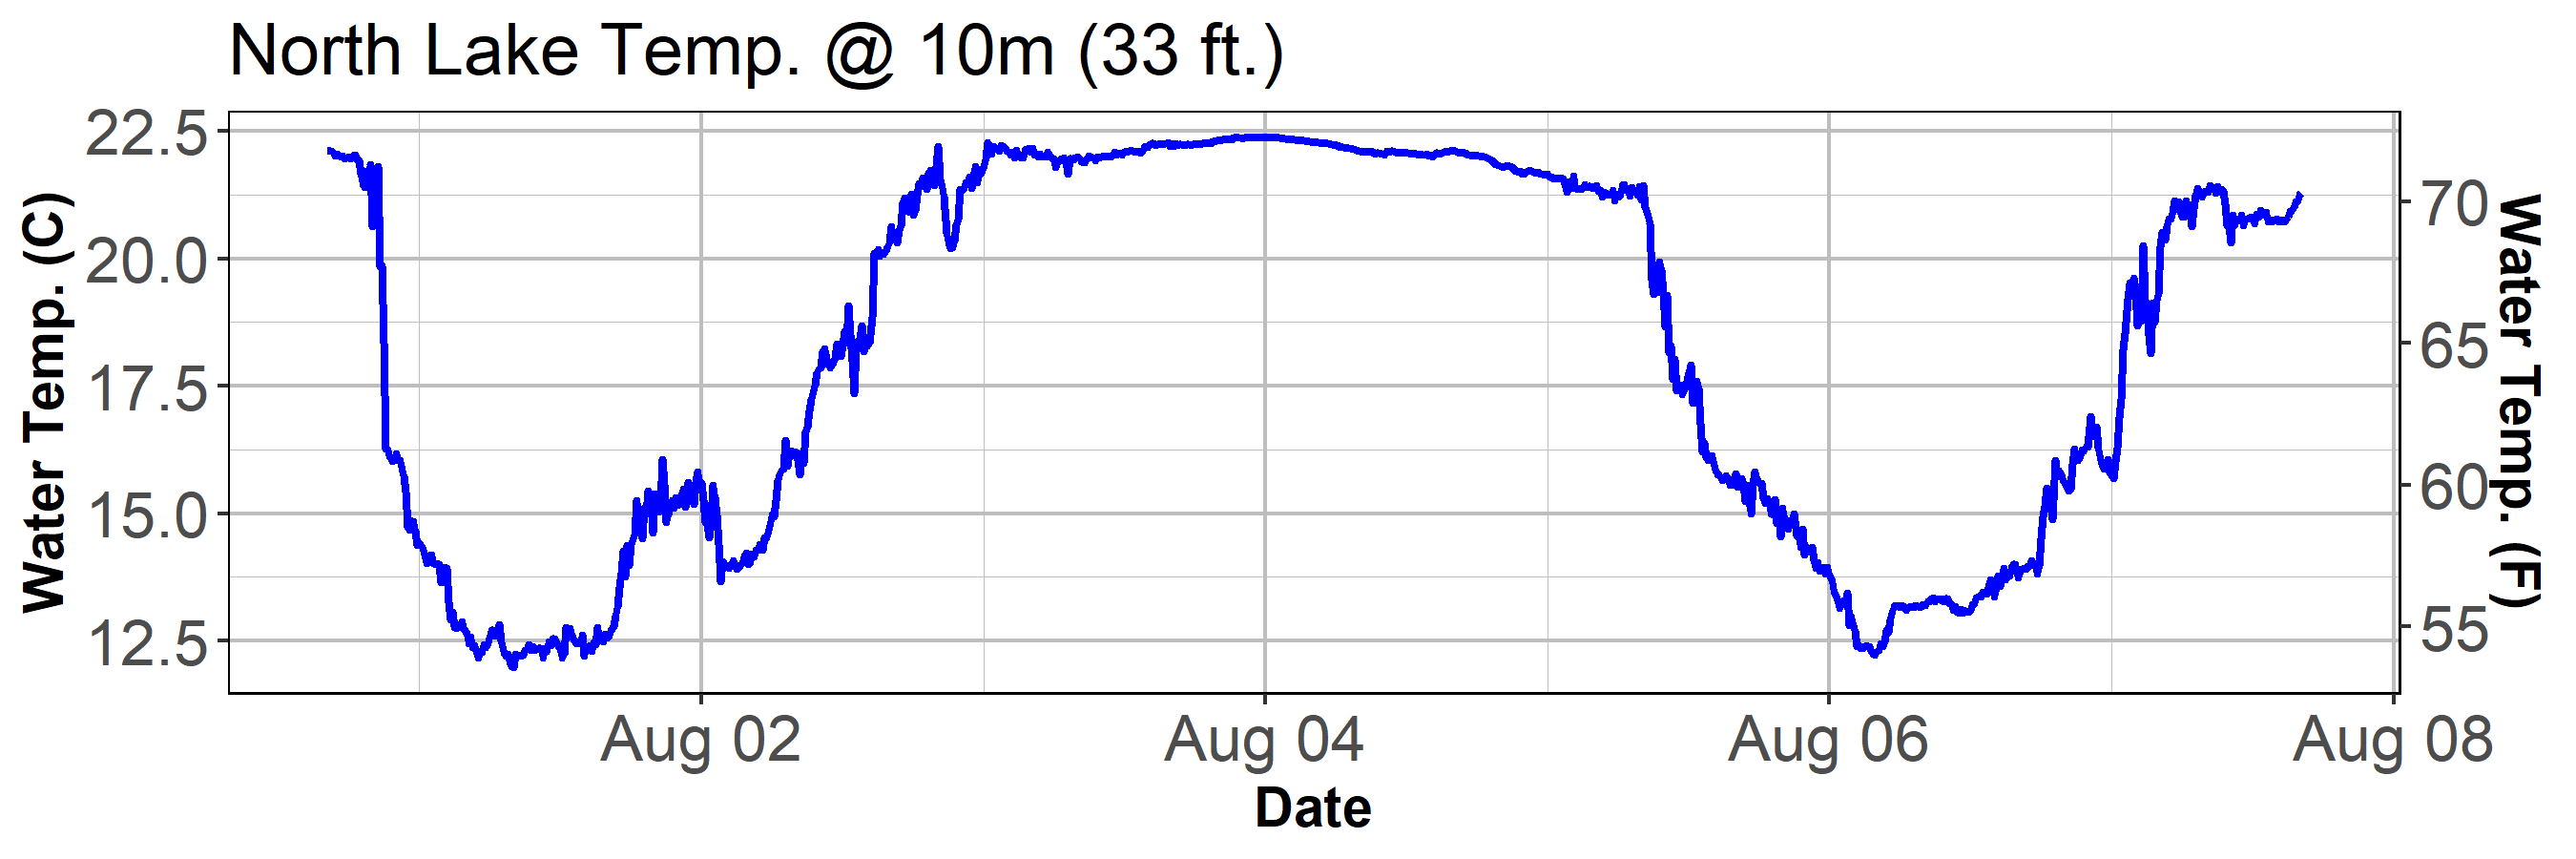 North Lake Temp. @ 10m (33 ft.)
Water Temp. (C)
22.5
20.0
17.5
15.0
12.5
70
65
60
55
Water Temp. (F)
Aug 02
Aug 04
Aug 06
Aug 08
Date